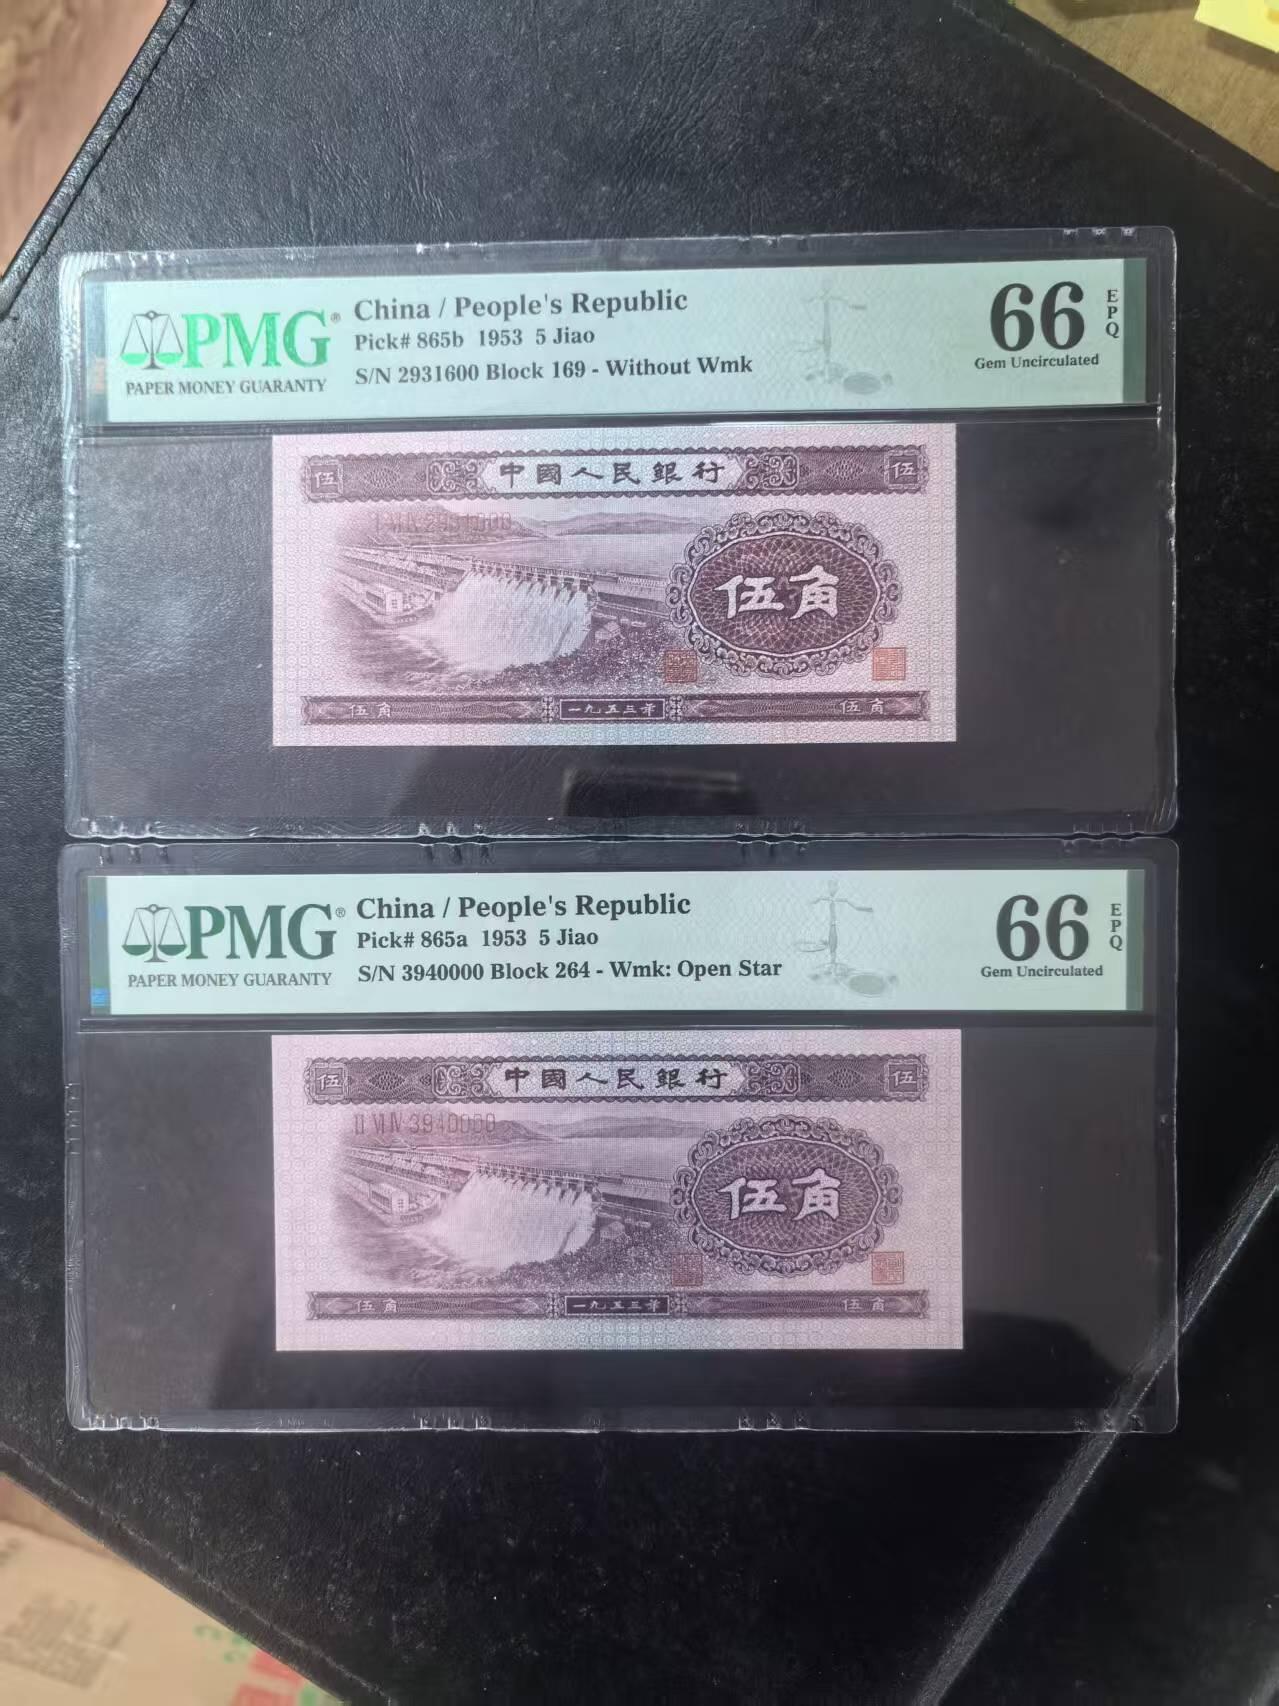 PMG®
PAPER MONEY GUARANTY
China / People's Republic
Pick# 865b 1953 5 Jiao
S/N 2931600 Block 169 - Without Wmk
66
EPQ
Gem Uncirculated
伍 中國人民銀行 伍
伍角
伍角 一九五三年 伍角
PMG®
PAPER MONEY GUARANTY
China / People's Republic
Pick# 865a 1953 5 Jiao
S/N 3940000 Block 264 - Wmk: Open Star
66
EPQ
Gem Uncirculated
伍 中國人民銀行 伍
II VI IV 3940000
伍角
伍角 一九五三年 伍角